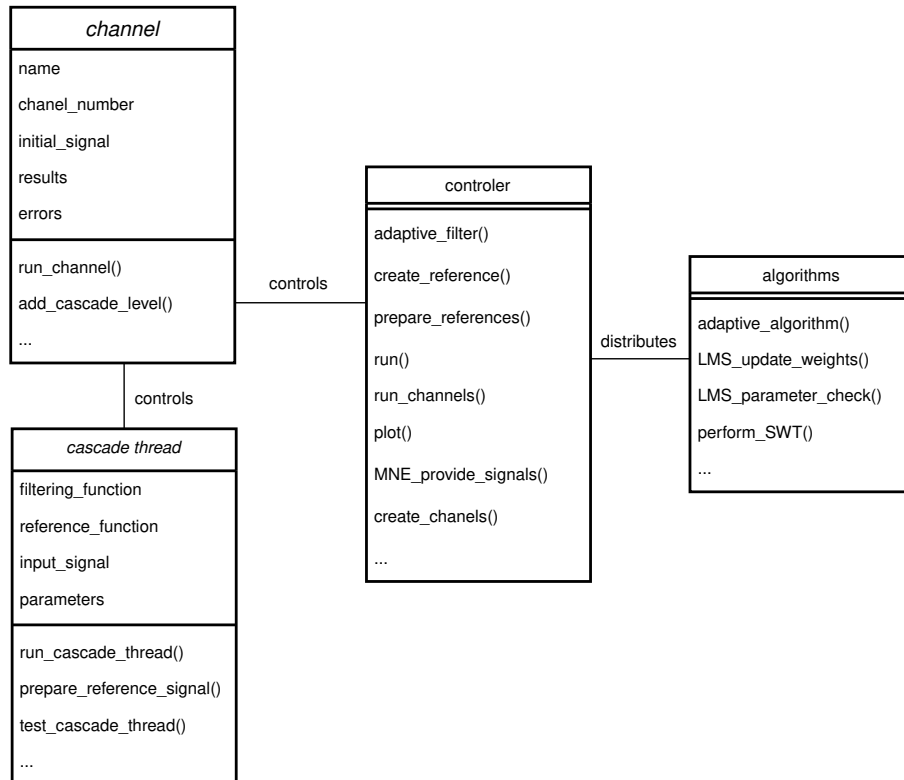 channel
name
chanel_number
initial_signal
results
errors
run_channel()
add_cascade_level()
...
controls
cascade thread
filtering_function
reference_function
input_signal
parameters
run_cascade_thread()
prepare_reference_signal()
test_cascade_thread()
...
controls
controler
adaptive_filter()
create_reference()
prepare_references()
run()
run_channels()
plot()
MNE_provide_signals()
create_chanels()
...
distributes
algorithms
adaptive_algorithm()
LMS_update_weights()
LMS_parameter_check()
perform_SWT()
...